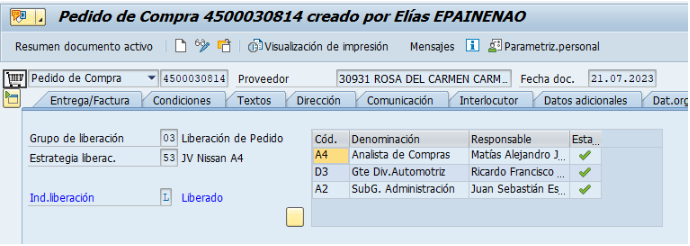 Pedido de Compra 4500030814 creado por Elías EPAINENAO
Resumen documento activo Visualización de impresión Mensajes Parametriz.personal
Pedido de Compra 4500030814 Proveedor 30931 ROSA DEL CARMEN CARM... Fecha doc. 21.07.2023
Entrega/Factura Condiciones Textos Dirección Comunicación Interlocutor Datos adicionales Dat.org
Grupo de liberación 03 Liberación de Pedido Cód. Denominación Responsable Esta...
A4 Analista de Compras Matías Alejandro J...
Estrategia liberac. 53 JV Nissan A4
D3 Gte Div.Automotriz Ricardo Francisco ...
A2 SubG. Administración Juan Sebastián Es...
Ind.liberación L Liberado